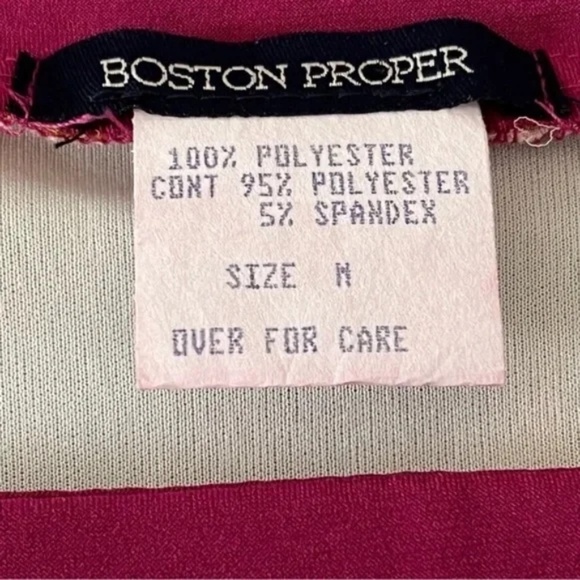 BOSTON PROPER
100% POLYESTER
CONT 95% POLYESTER
5% SPANDEX
SIZE M
OVER FOR CARE